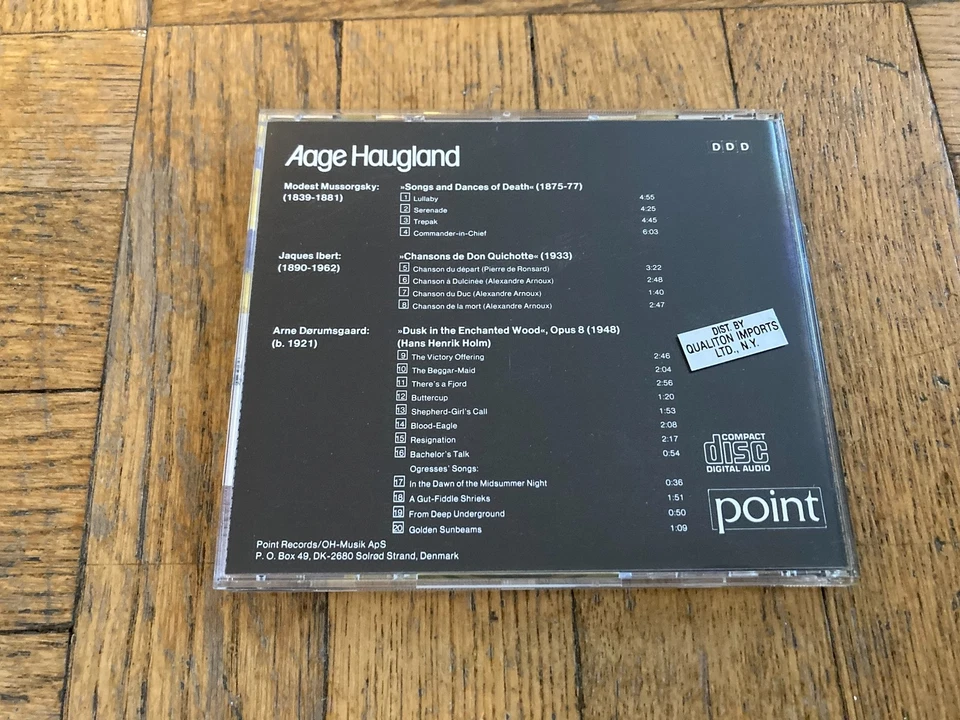 Aage Haugland
DDD
Modest Mussorgsky: »Songs and Dances of Death« (1875-77)
(1839-1881)
1 Lullaby 4:55
2 Serenade 4:25
3 Trepak 4:45
4 Commander-in-Chief 6:03
Jaques Ibert: »Chansons de Don Quichotte« (1933)
(1890-1962)
5 Chanson du départ (Pierre de Ronsard) 3:22
6 Chanson à Dulcinée (Alexandre Arnoux) 2:48
7 Chanson du Duc (Alexandre Arnoux) 1:40
8 Chanson de la mort (Alexandre Arnoux) 2:47
Arne Dørumsgaard: »Dusk in the Enchanted Wood«, Opus 8 (1948)
(b. 1921) (Hans Henrik Holm)
9 The Victory Offering 2:46
10 The Beggar-Maid 2:04
11 There's a Fjord 2:56
12 Buttercup 1:20
13 Shepherd-Girl's Call 1:53
14 Blood-Eagle 2:08
15 Resignation 2:17
16 Bachelor's Talk 0:54
Ogresses' Songs:
17 In the Dawn of the Midsummer Night 0:36
18 A Gut-Fiddle Shrieks 1:51
19 From Deep Underground 0:50
20 Golden Sunbeams 1:09
DIST. BY
QUALITON IMPORTS
LTD., N.Y.
COMPACT
disc
DIGITAL AUDIO
point
Point Records/OH-Musik ApS
P. O. Box 49, DK-2680 Solrød Strand, Denmark